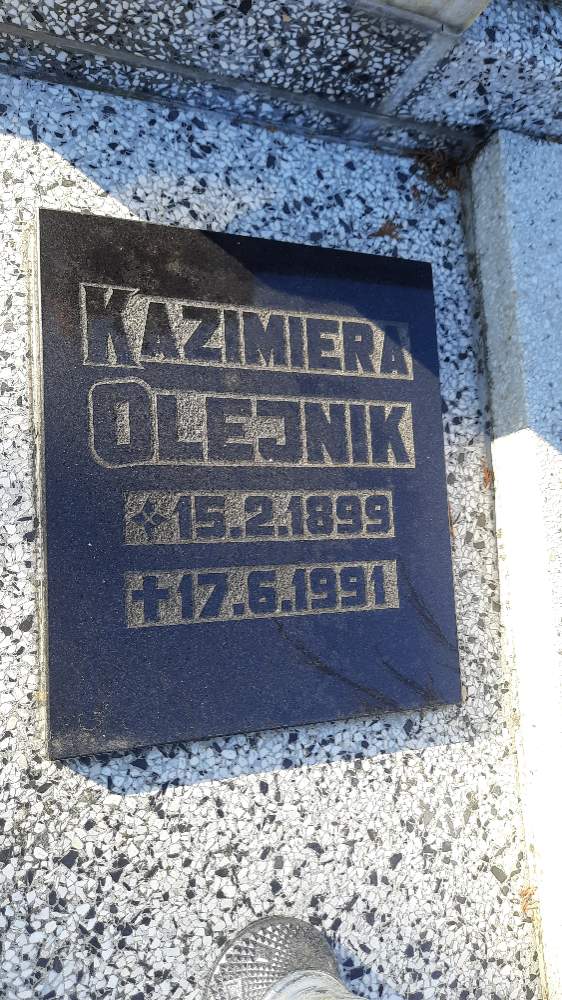 KAZIMIERA
OLEJNIK
15.2.1899
✝17.6.1991